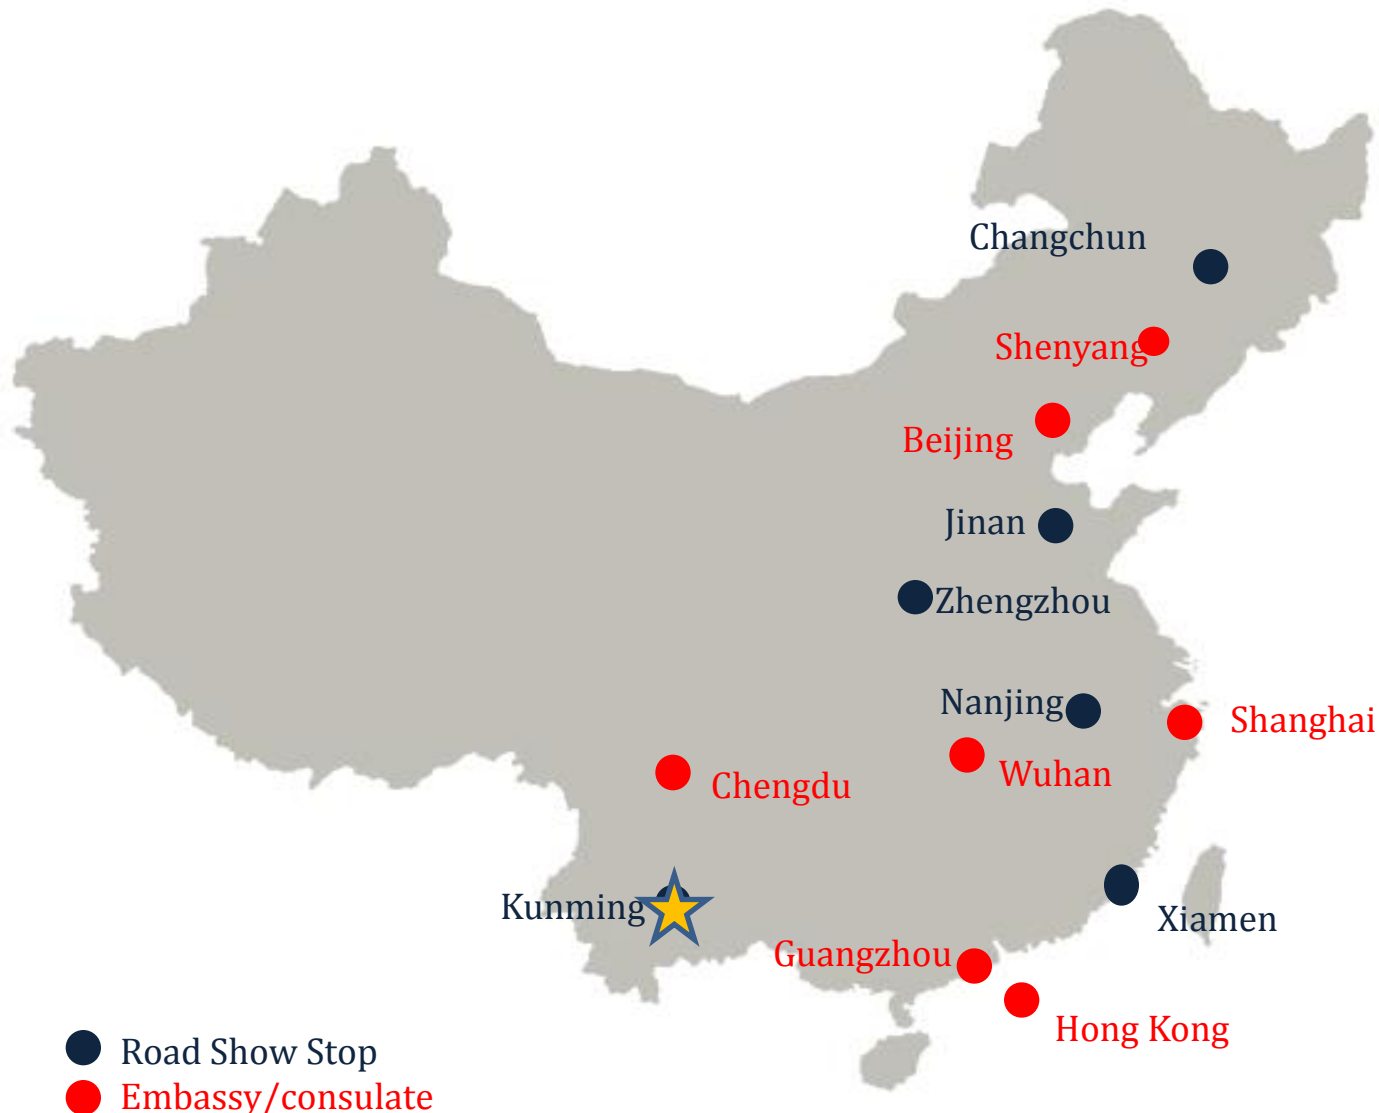 Changchun
Shenyang
Beijing
Jinan
Zhengzhou
Nanjing
Shanghai
Wuhan
Chengdu
Kunming
Xiamen
Guangzhou
Hong Kong
Road Show Stop
Embassy/consulate